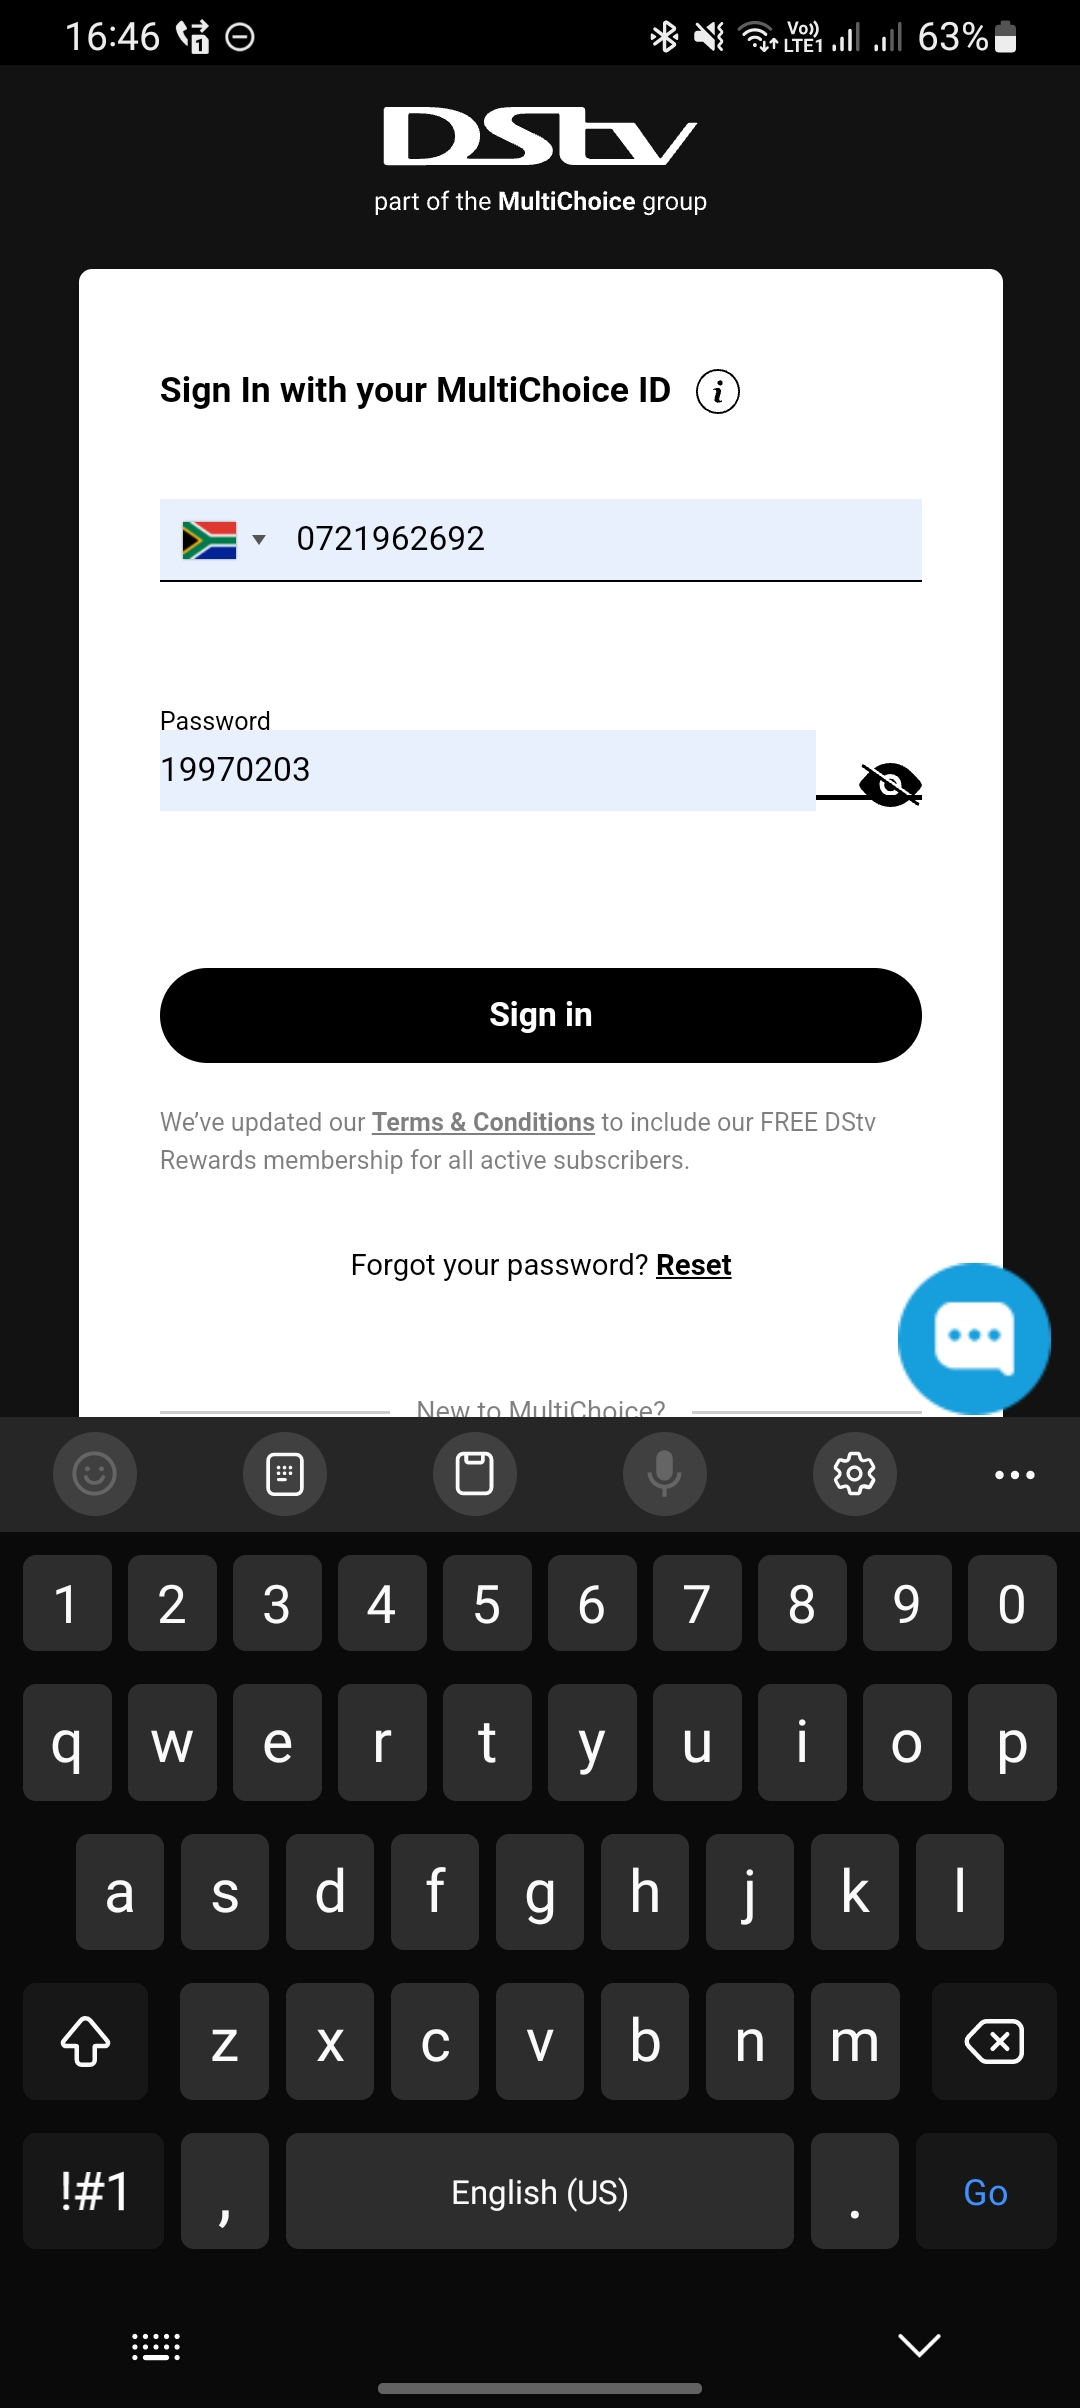 16:46
Vo)) LTE1
63%
DStv
part of the MultiChoice group
Sign In with your MultiChoice ID i
0721962692
Password
19970203
Sign in
We've updated our Terms & Conditions to include our FREE DStv
Rewards membership for all active subscribers.
Forgot your password? Reset
New to MultiChoice?
1 2 3 4 5 6 7 8 9 0
q w e r t y u i o p
a s d f g h j k l
z x c v b n m
!#1 , English (US) . Go